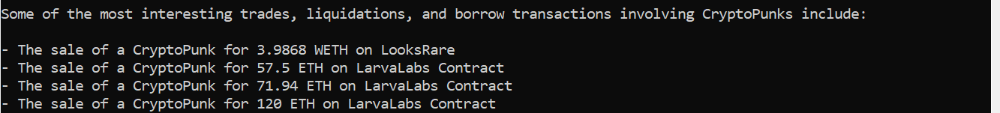 Some of the most interesting trades, liquidations, and borrow transactions involving CryptoPunks include:
- The sale of a CryptoPunk for 3.9868 WETH on LooksRare
- The sale of a CryptoPunk for 57.5 ETH on LarvaLabs Contract
- The sale of a CryptoPunk for 71.94 ETH on LarvaLabs Contract
- The sale of a CryptoPunk for 120 ETH on LarvaLabs Contract